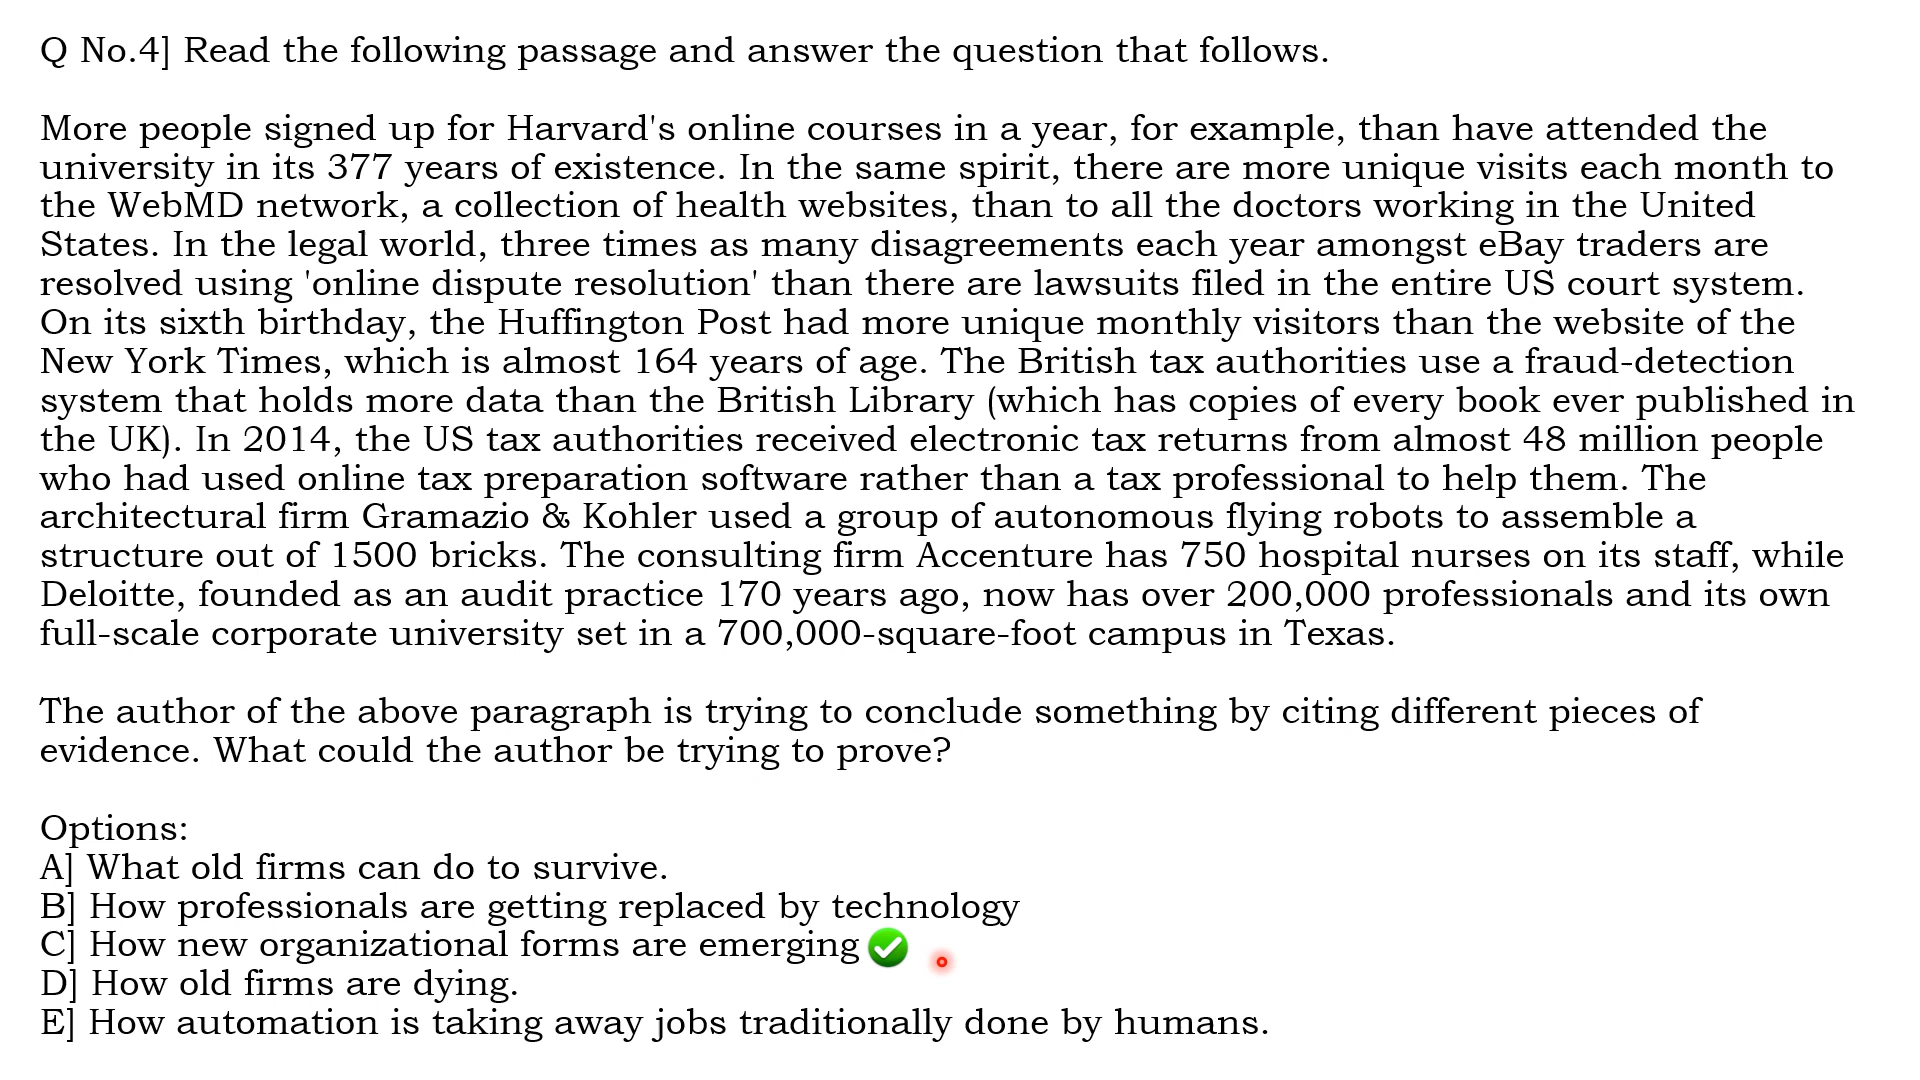 Q No.4] Read the following passage and answer the question that follows.
More people signed up for Harvard's online courses in a year, for example, than have attended the
university in its 377 years of existence. In the same spirit, there are more unique visits each month to
the WebMD network, a collection of health websites, than to all the doctors working in the United
States. In the legal world, three times as many disagreements each year amongst eBay traders are
resolved using 'online dispute resolution' than there are lawsuits filed in the entire US court system.
On its sixth birthday, the Huffington Post had more unique monthly visitors than the website of the
New York Times, which is almost 164 years of age. The British tax authorities use a fraud-detection
system that holds more data than the British Library (which has copies of every book ever published in
the UK). In 2014, the US tax authorities received electronic tax returns from almost 48 million people
who had used online tax preparation software rather than a tax professional to help them. The
architectural firm Gramazio & Kohler used a group of autonomous flying robots to assemble a
structure out of 1500 bricks. The consulting firm Accenture has 750 hospital nurses on its staff, while
Deloitte, founded as an audit practice 170 years ago, now has over 200,000 professionals and its own
full-scale corporate university set in a 700,000-square-foot campus in Texas.
The author of the above paragraph is trying to conclude something by citing different pieces of
evidence. What could the author be trying to prove?
Options:
A] What old firms can do to survive.
B] How professionals are getting replaced by technology
C] How new organizational forms are emerging
D] How old firms are dying.
E] How automation is taking away jobs traditionally done by humans.